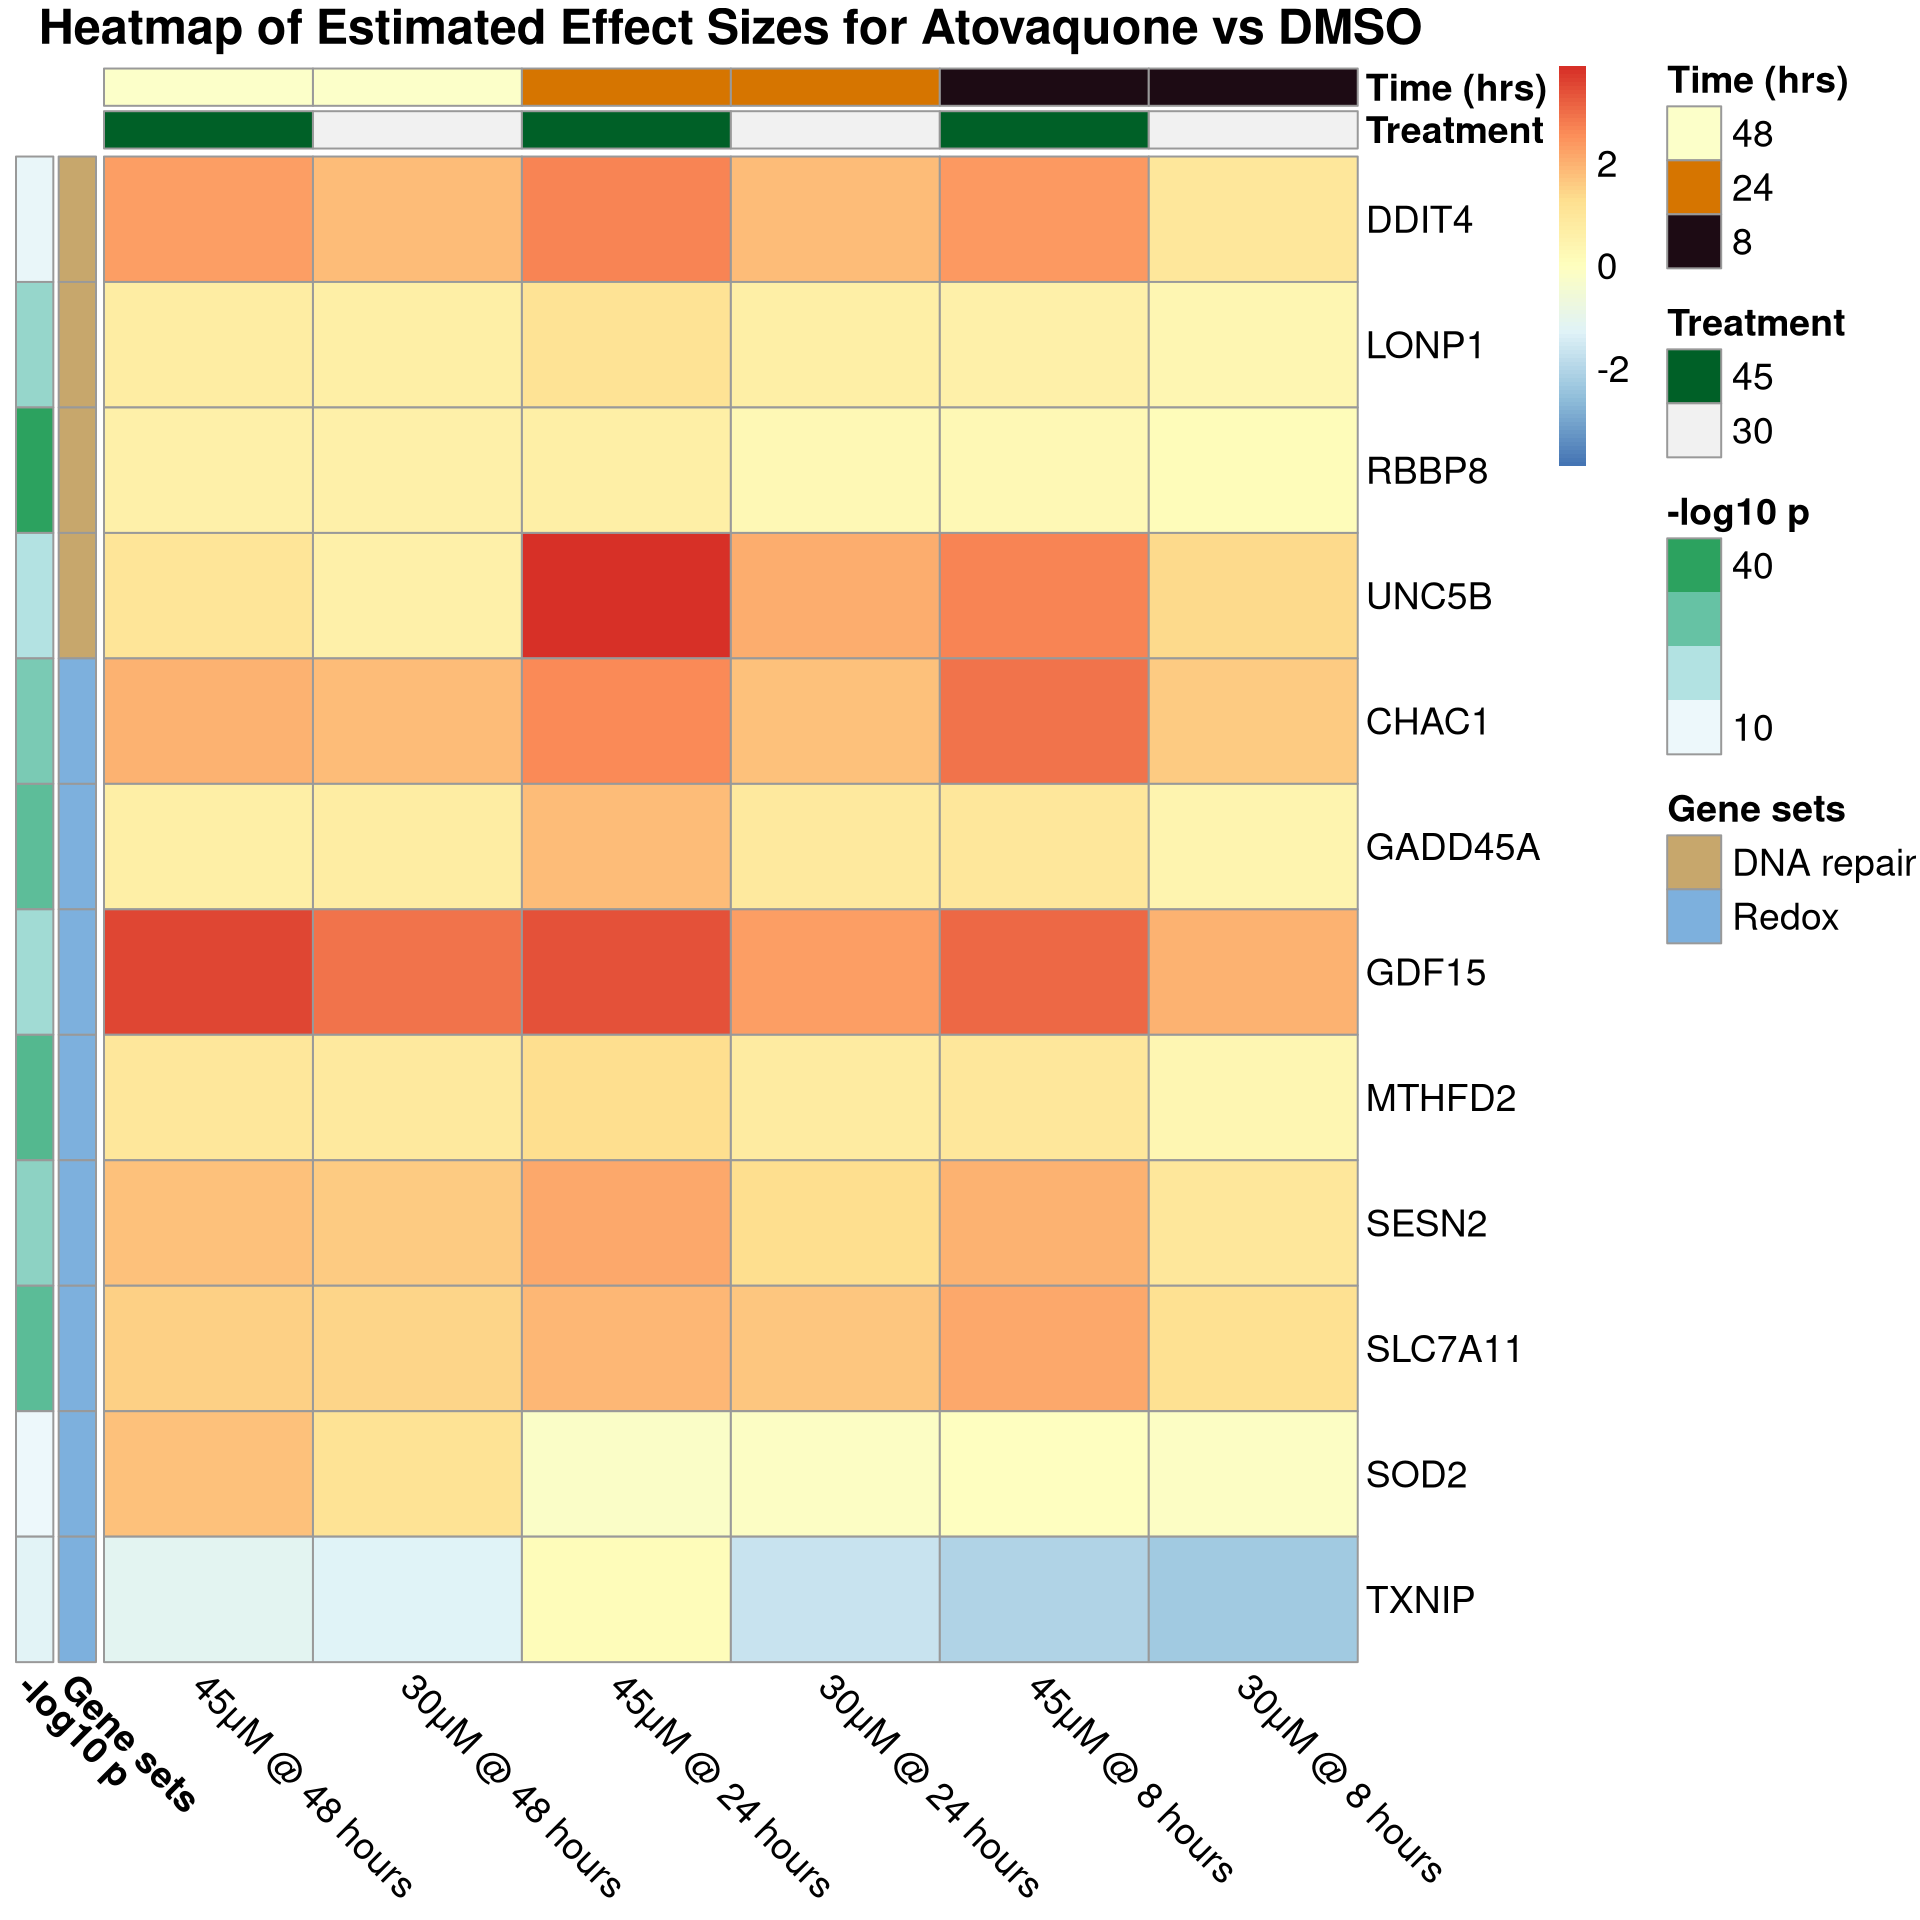 Heatmap of Estimated Effect Sizes for Atovaquone vs DMSO
Time (hrs)
Treatment
DDIT4
LONP1
RBBP8
UNC5B
CHAC1
GADD45A
GDF15
MTHFD2
SESN2
SLC7A11
SOD2
TXNIP
-log10 p
Gene sets
45µM @ 48 hours
30µM @ 48 hours
45µM @ 24 hours
30µM @ 24 hours
45µM @ 8 hours
30µM @ 8 hours
2
0
-2
Time (hrs)
48
24
8
Treatment
45
30
-log10 p
40
10
Gene sets
DNA repair
Redox